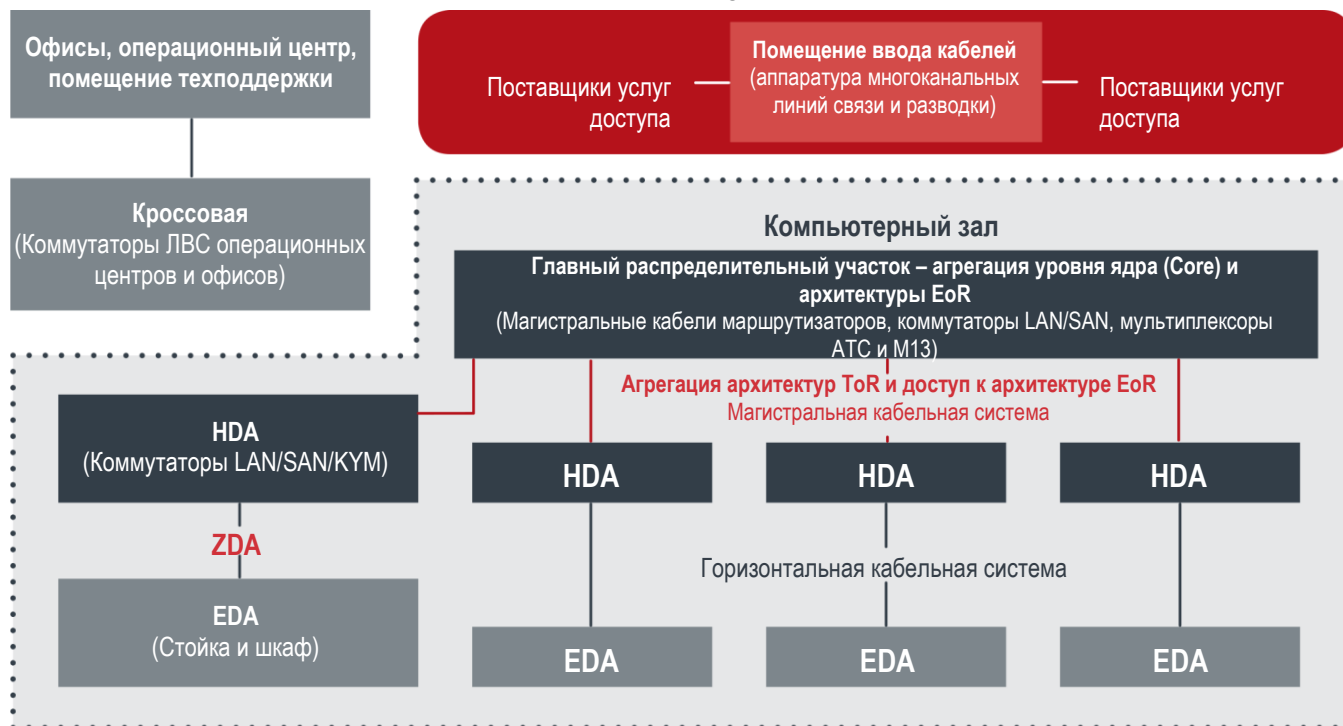 Офисы, операционный центр,
помещение техподдержки
Помещение ввода кабелей
(аппаратура многоканальных
линий связи и разводки)
Поставщики услуг
доступа
Поставщики услуг
доступа
Кроссовая
(Коммутаторы ЛВС операционных
центров и офисов)
Компьютерный зал
Главный распределительный участок – агрегация уровня ядра (Core) и
архитектуры EoR
(Магистральные кабели маршрутизаторов, коммутаторы LAN/SAN, мультиплексоры
АТС и М13)
Агрегация архитектур ToR и доступ к архитектуре EoR
Магистральная кабельная система
HDA
(Коммутаторы LAN/SAN/KYM)
HDA
HDA
HDA
ZDA
Горизонтальная кабельная система
EDA
(Стойка и шкаф)
EDA
EDA
EDA